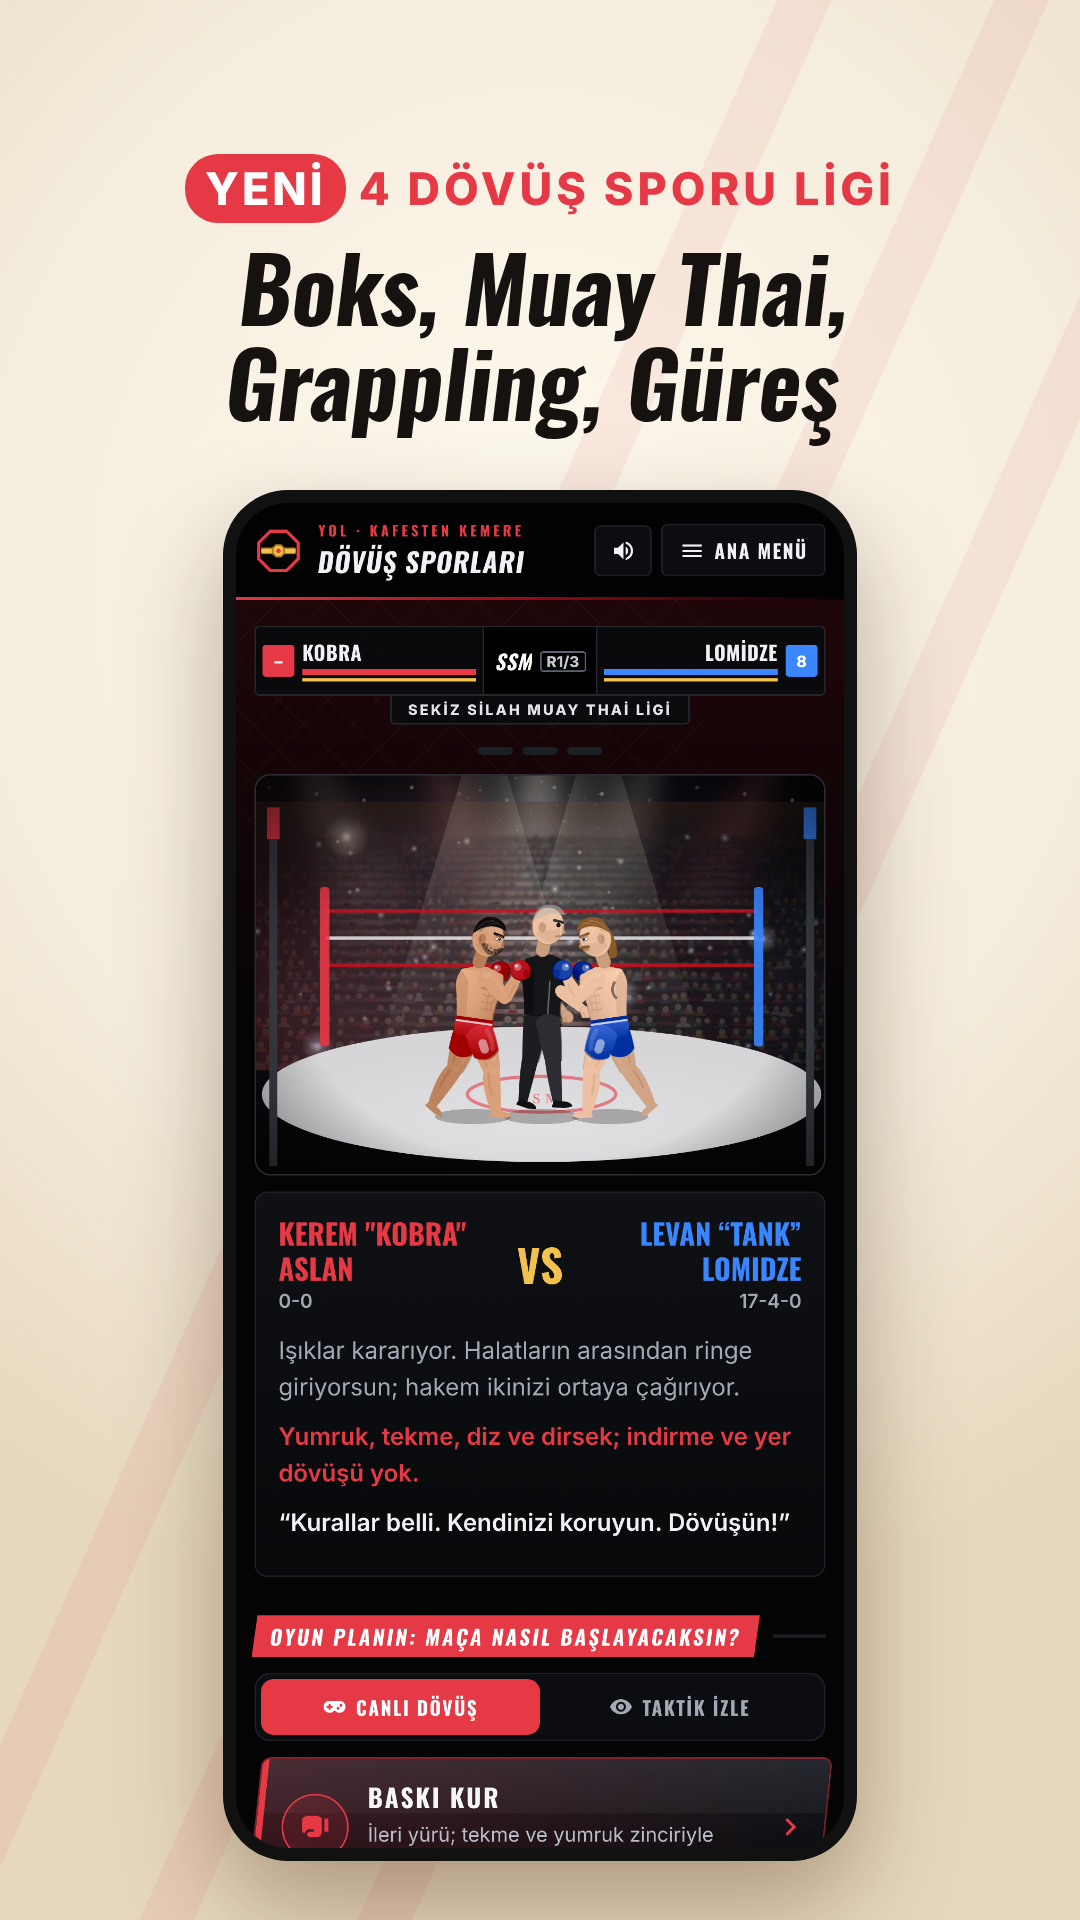 YENİ 4 DÖVÜŞ SPORU LİGİ
Boks, Muay Thai,
Grappling, Güreş
YOL · KAFESTEN KEMERE
DÖVÜŞ SPORLARI
ANA MENÜ
– KOBRA SSM R1/3 LOMİDZE 8
SEKİZ SİLAH MUAY THAI LİGİ
KEREM "KOBRA"
ASLAN
0-0
VS
LEVAN “TANK”
LOMIDZE
17-4-0
Işıklar kararıyor. Halatların arasından ringe
giriyorsun; hakem ikinizi ortaya çağırıyor.
Yumruk, tekme, diz ve dirsek; indirme ve yer
dövüşü yok.
“Kurallar belli. Kendinizi koruyun. Dövüşün!”
OYUN PLANIN: MAÇA NASIL BAŞLAYACAKSIN?
CANLI DÖVÜŞ
TAKTİK İZLE
BASKI KUR
İleri yürü; tekme ve yumruk zinciriyle